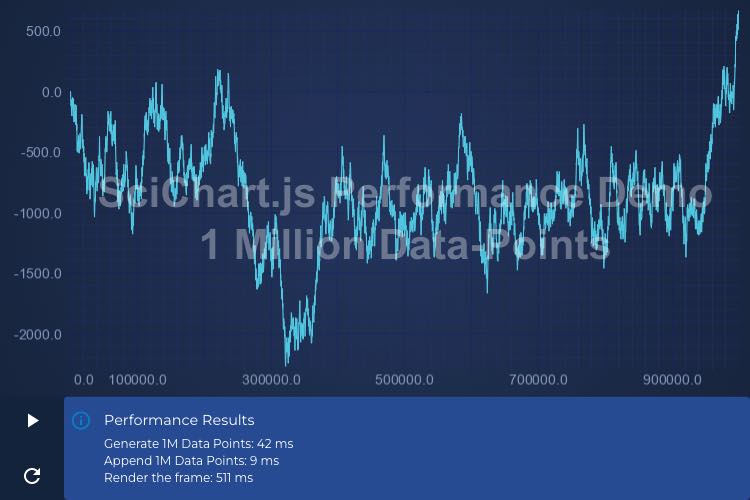 500.0
0.0
-500.0
-1000.0
-1500.0
-2000.0
SciChart.js Performance Demo
1 Million Data-Points
0.0 100000.0 300000.0 500000.0 700000.0 900000.0
Performance Results
Generate 1M Data Points: 42 ms
Append 1M Data Points: 9 ms
Render the frame: 511 ms